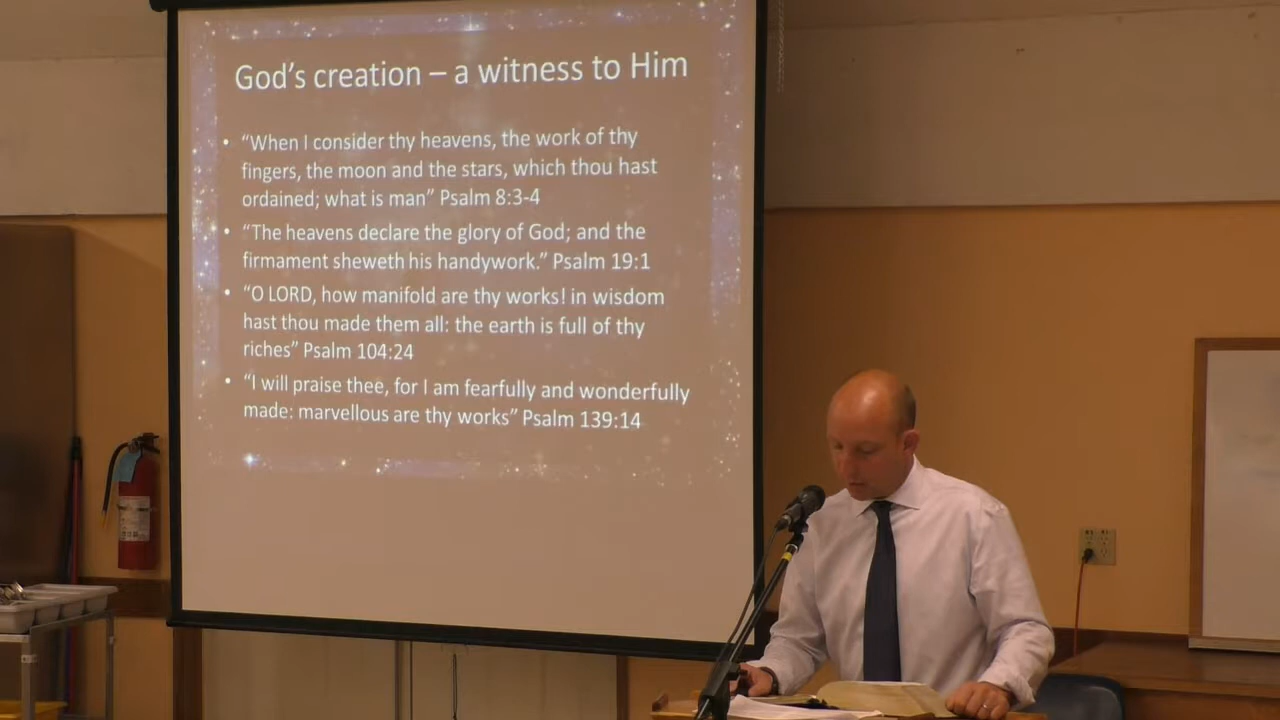 God's creation – a witness to Him
• "When I consider thy heavens, the work of thy
fingers, the moon and the stars, which thou hast
ordained; what is man" Psalm 8:3-4
• "The heavens declare the glory of God; and the
firmament sheweth his handywork." Psalm 19:1
• "O LORD, how manifold are thy works! in wisdom
hast thou made them all: the earth is full of thy
riches" Psalm 104:24
• "I will praise thee, for I am fearfully and wonderfully
made: marvellous are thy works" Psalm 139:14